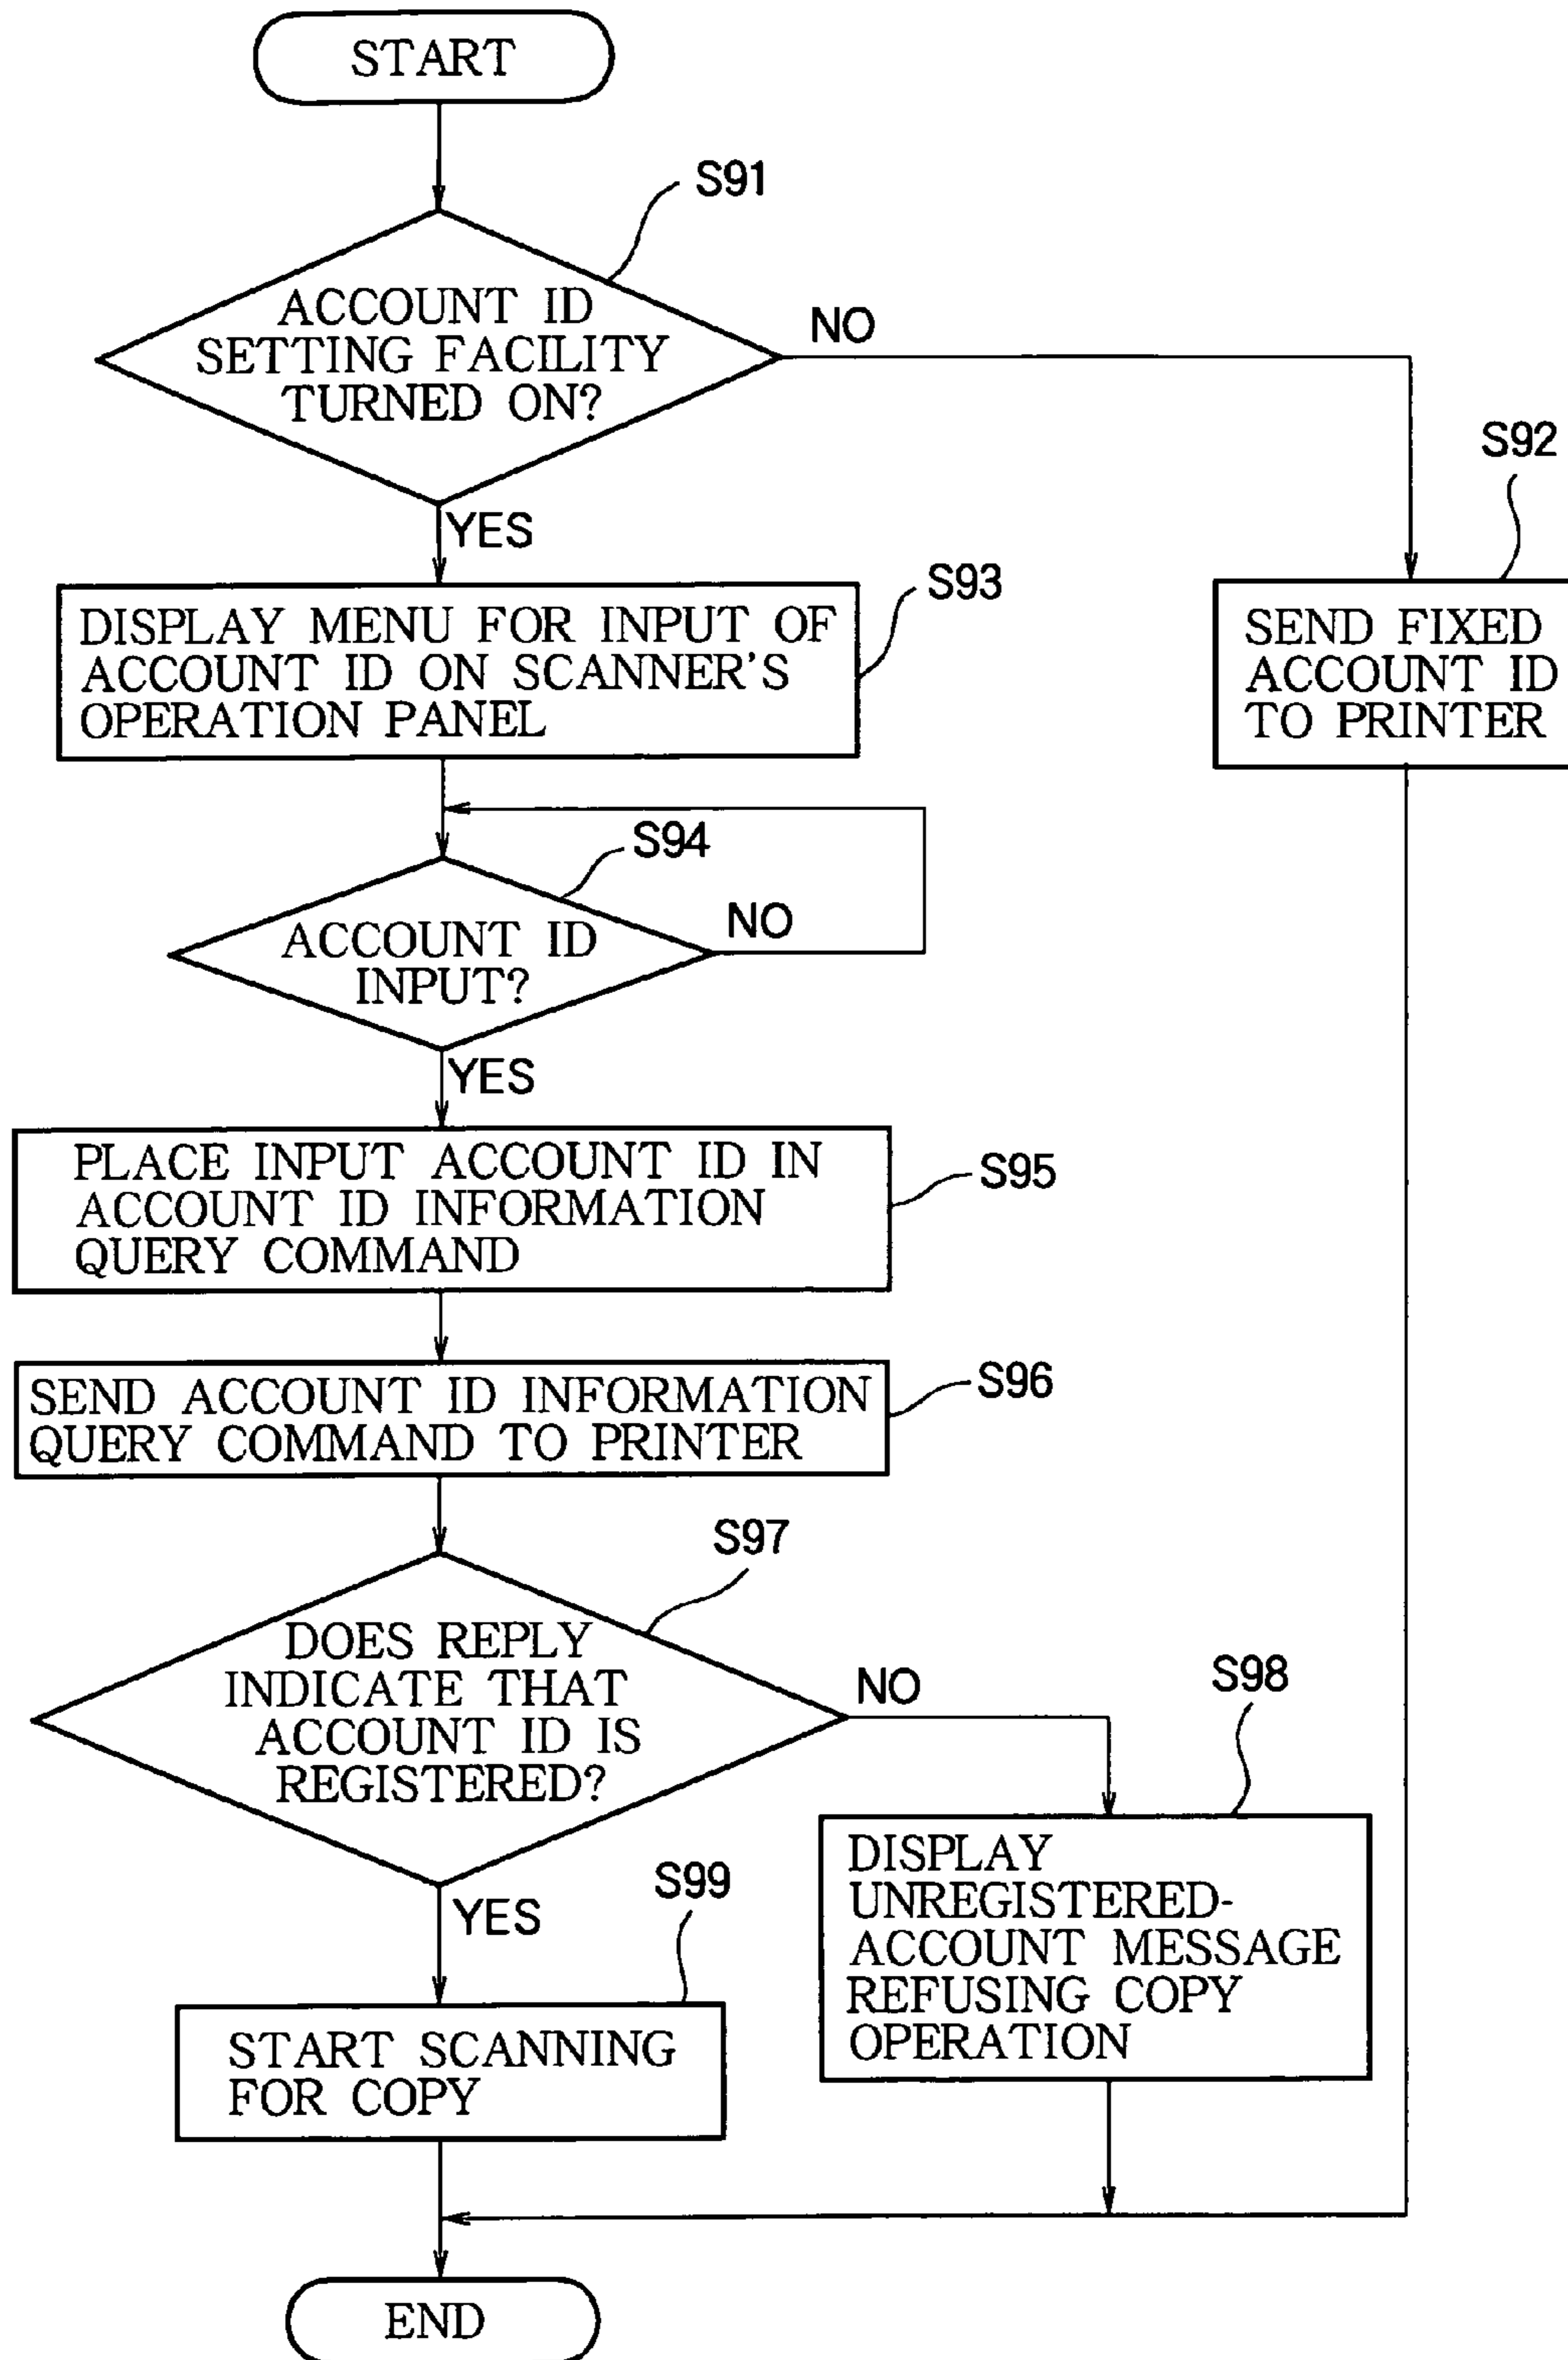 START
S91
ACCOUNT ID
SETTING FACILITY
TURNED ON?
NO
YES
S92
SEND FIXED
ACCOUNT ID
TO PRINTER
S93
DISPLAY MENU FOR INPUT OF
ACCOUNT ID ON SCANNER'S
OPERATION PANEL
S94
ACCOUNT ID
INPUT?
NO
YES
PLACE INPUT ACCOUNT ID IN
ACCOUNT ID INFORMATION
QUERY COMMAND
S95
SEND ACCOUNT ID INFORMATION
QUERY COMMAND TO PRINTER
S96
S97
DOES REPLY
INDICATE THAT
ACCOUNT ID IS
REGISTERED?
NO
YES
S98
DISPLAY
UNREGISTERED-
ACCOUNT MESSAGE
REFUSING COPY
OPERATION
S99
START SCANNING
FOR COPY
END